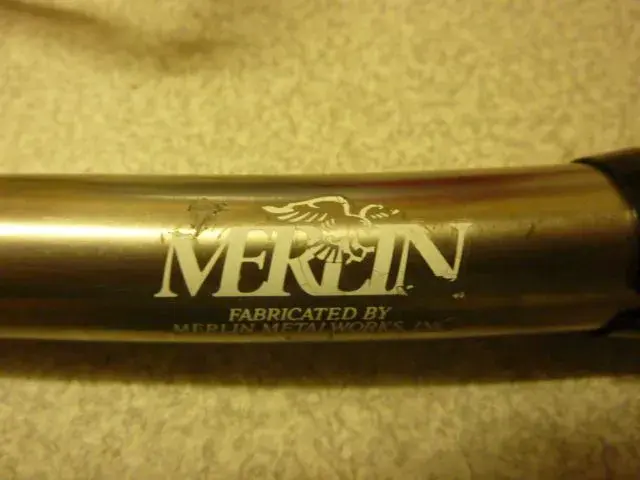 MERLIN
FABRICATED BY
MERLIN METALWORKS, INC.